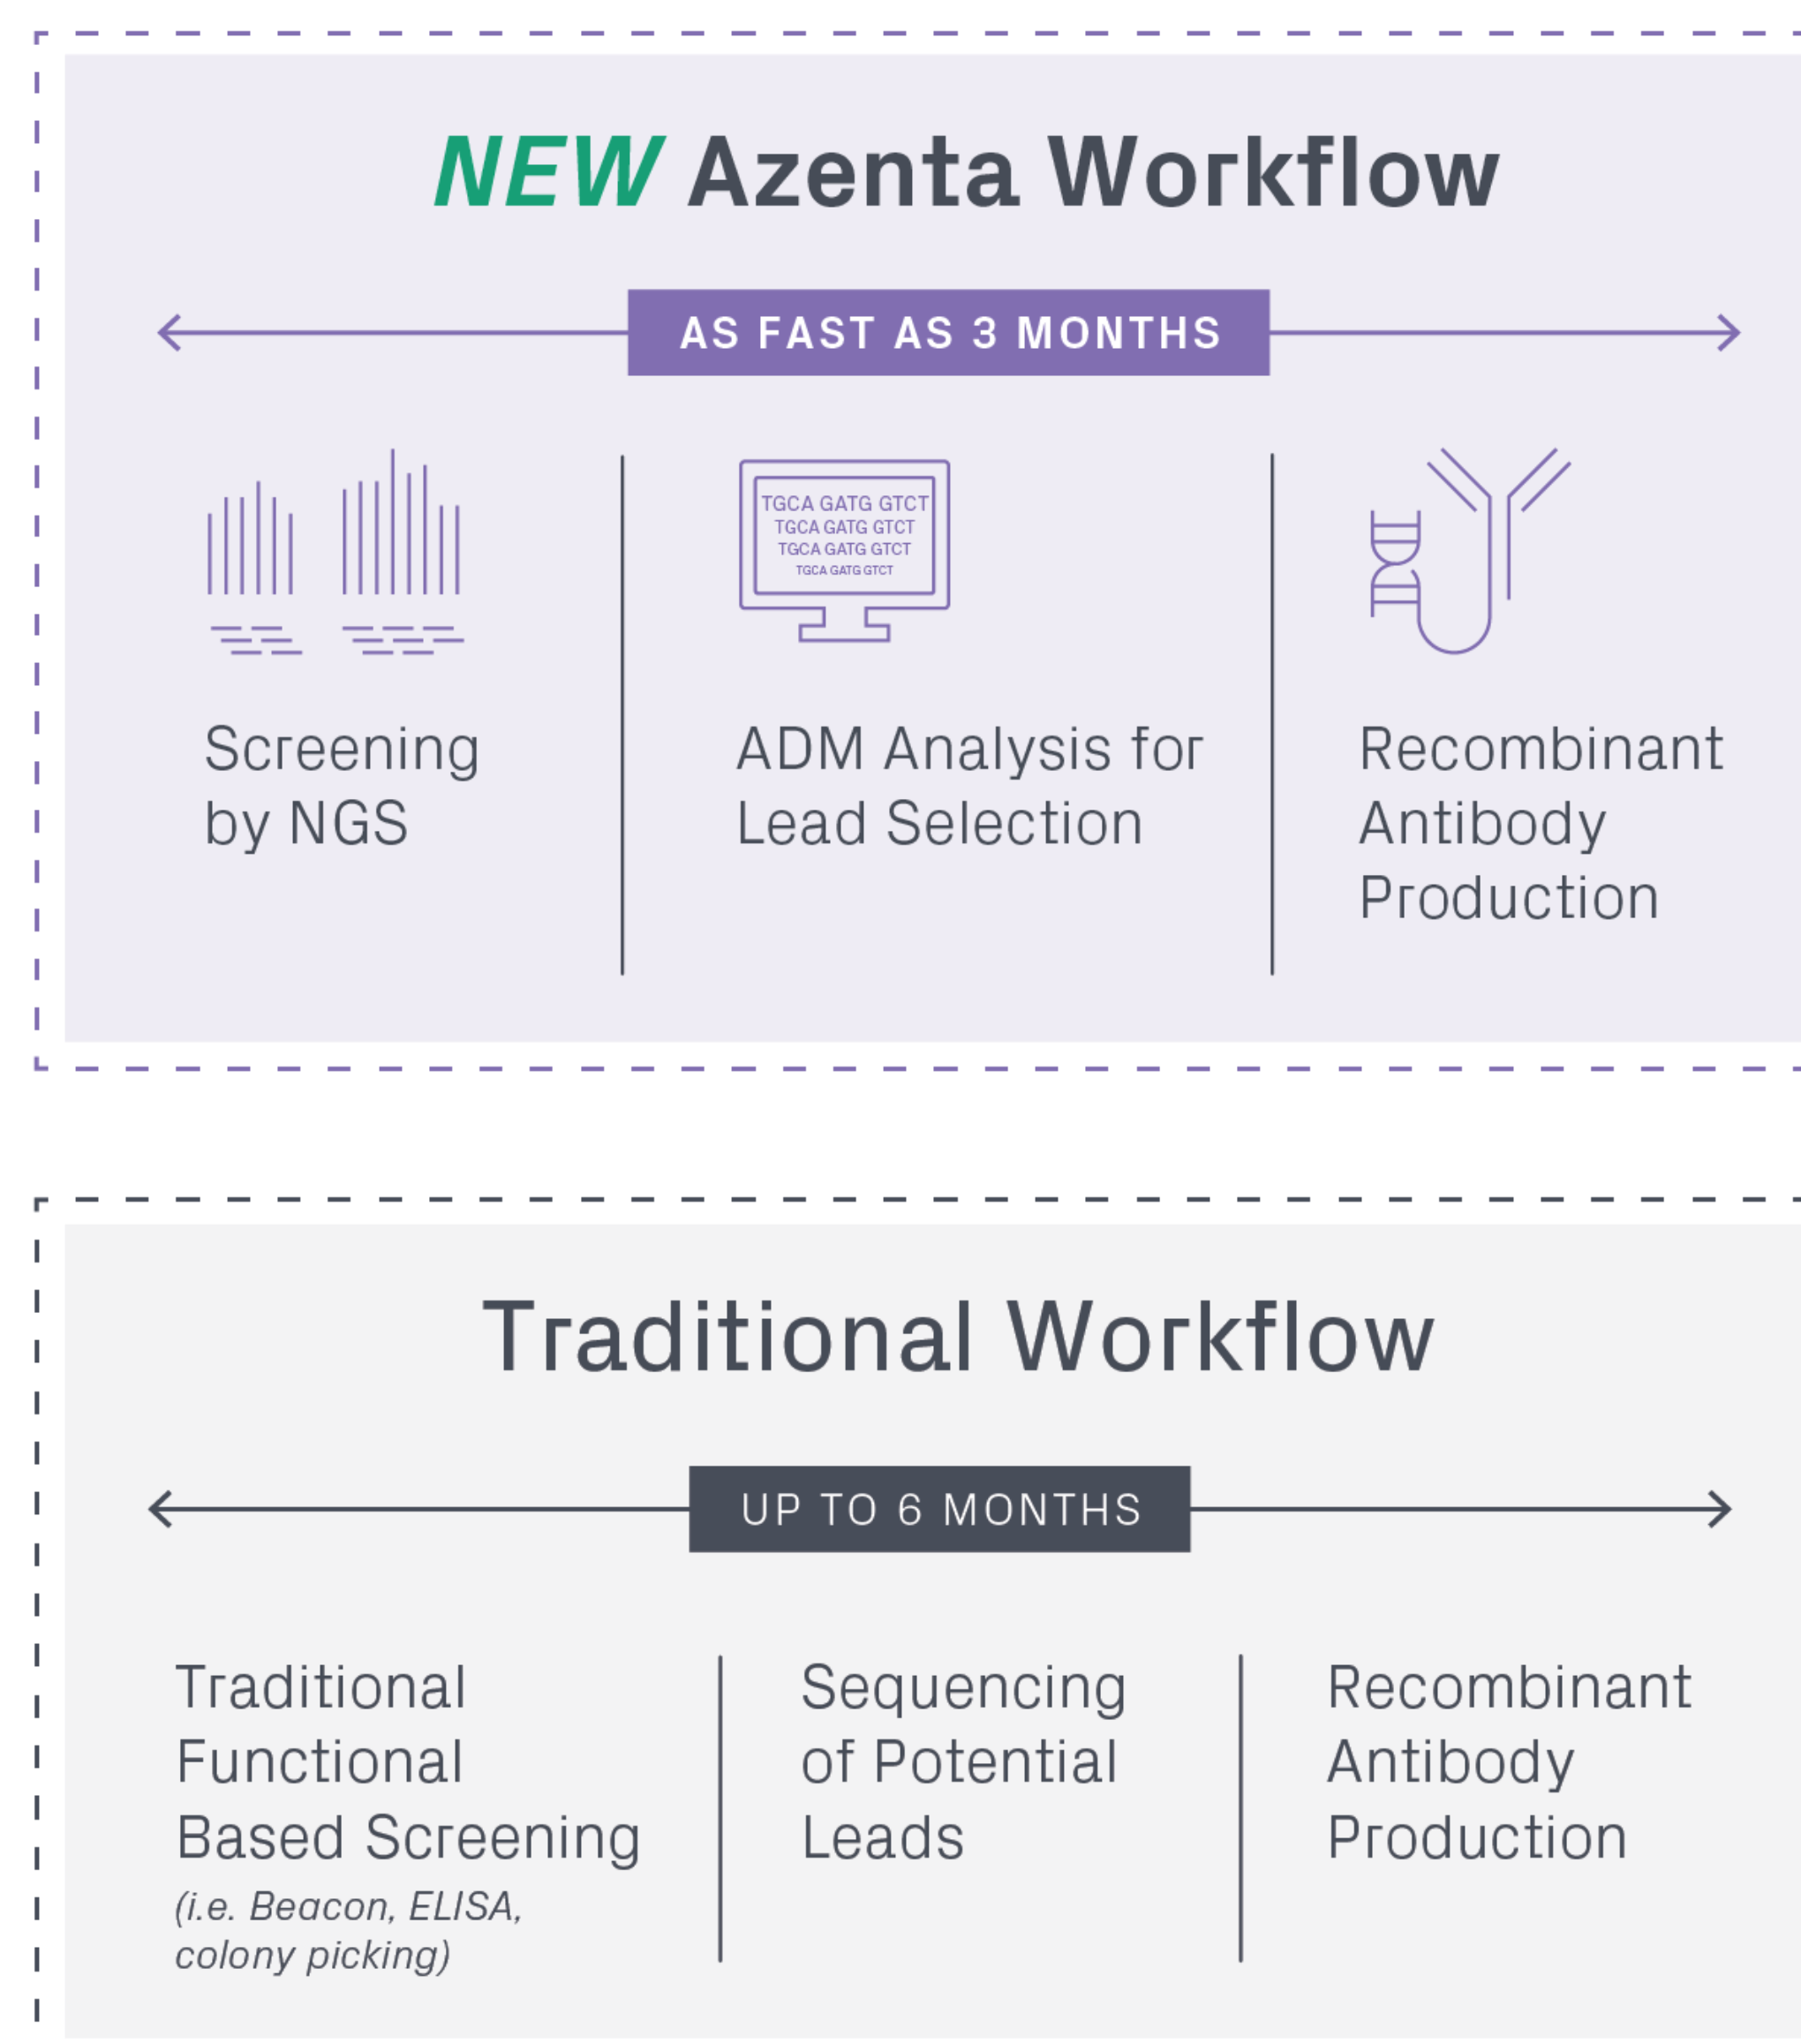 NEW Azenta Workflow
AS FAST AS 3 MONTHS
TGCA GATG GTCT
TGCA GATG GTCT
TGCA GATG GTCT
TGCA GATG GTCT
Screening
by NGS
ADM Analysis for
Lead Selection
Recombinant
Antibody
Production
Traditional Workflow
UP TO 6 MONTHS
Traditional
Functional
Based Screening
(i.e. Beacon, ELISA,
colony picking)
Sequencing
of Potential
Leads
Recombinant
Antibody
Production